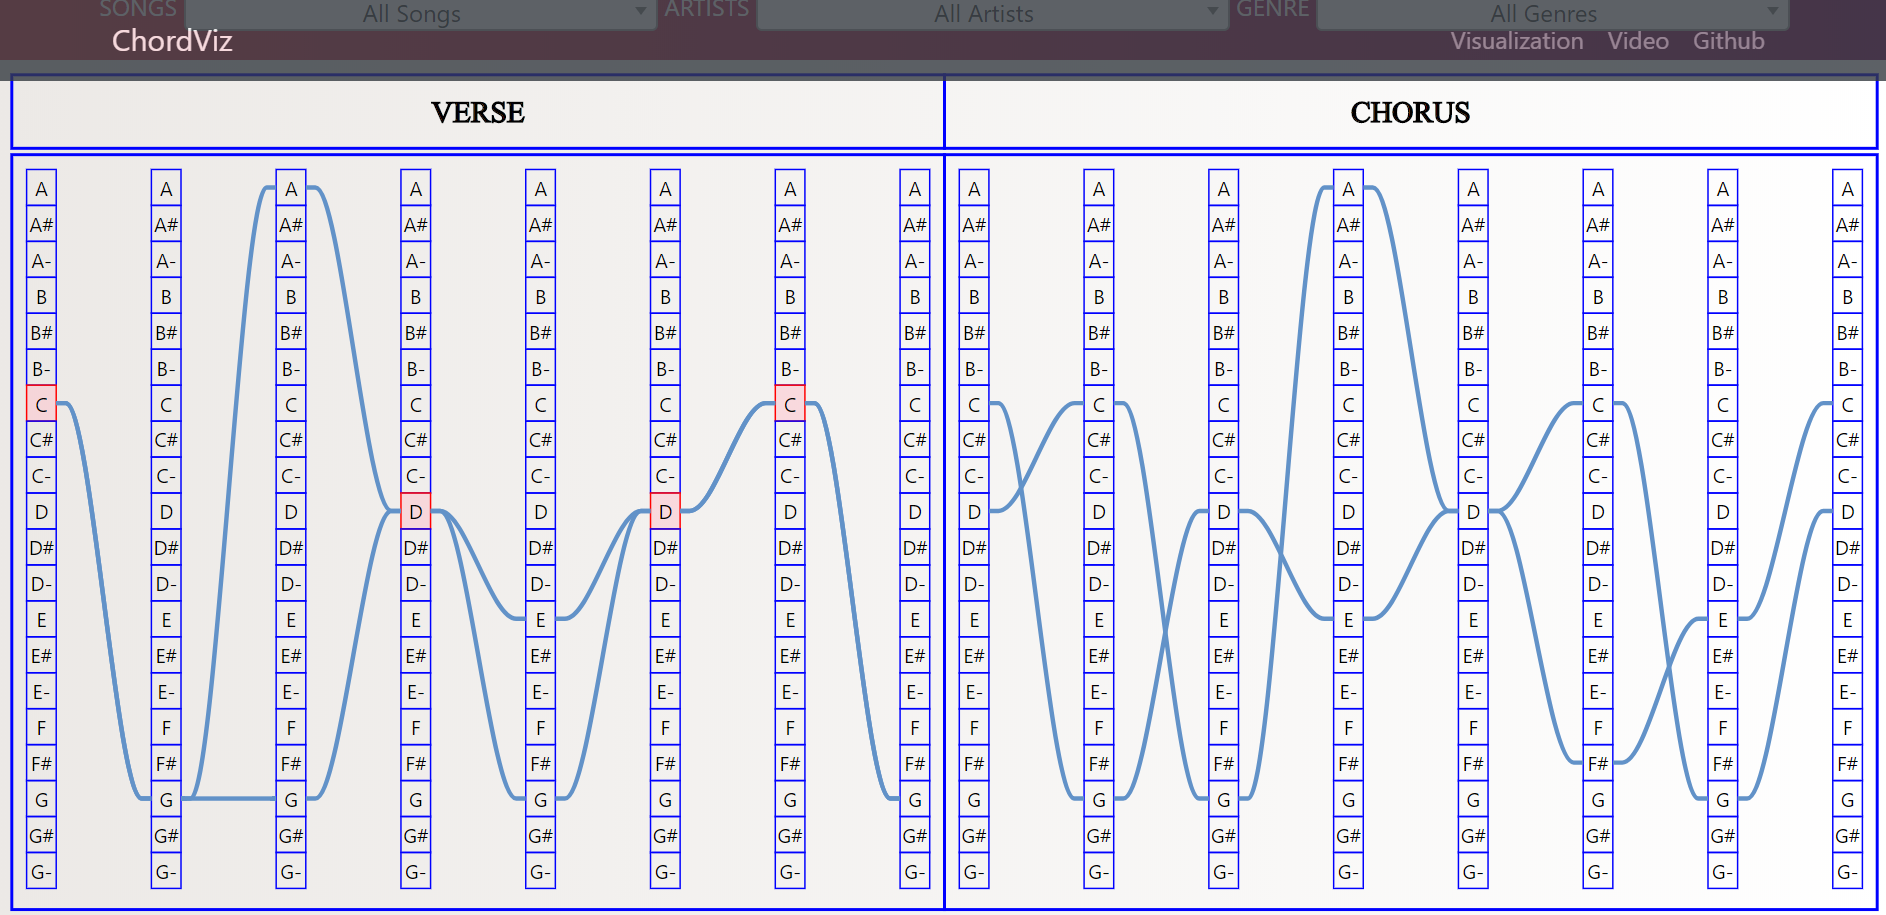 SONGS All Songs ARTISTS All Artists GENRE All Genres
ChordViz Visualization Video Github
VERSE CHORUS
A A A A A A A A A A A A A A A A
A# A# A# A# A# A# A# A# A# A# A# A# A# A# A# A#
A- A- A- A- A- A- A- A- A- A- A- A- A- A- A- A-
B B B B B B B B B B B B B B B B
B# B# B# B# B# B# B# B# B# B# B# B# B# B# B# B#
B- B- B- B- B- B- B- B- B- B- B- B- B- B- B- B-
C C C C C C C C C C C C C C C C
C# C# C# C# C# C# C# C# C# C# C# C# C# C# C# C#
C- C- C- C- C- C- C- C- C- C- C- C- C- C- C- C-
D D D D D D D D D D D D D D D D
D# D# D# D# D# D# D# D# D# D# D# D# D# D# D# D#
D- D- D- D- D- D- D- D- D- D- D- D- D- D- D- D-
E E E E E E E E E E E E E E E E
E# E# E# E# E# E# E# E# E# E# E# E# E# E# E# E#
E- E- E- E- E- E- E- E- E- E- E- E- E- E- E- E-
F F F F F F F F F F F F F F F F
F# F# F# F# F# F# F# F# F# F# F# F# F# F# F# F#
G G G G G G G G G G G G G G G G
G# G# G# G# G# G# G# G# G# G# G# G# G# G# G# G#
G- G- G- G- G- G- G- G- G- G- G- G- G- G- G- G-